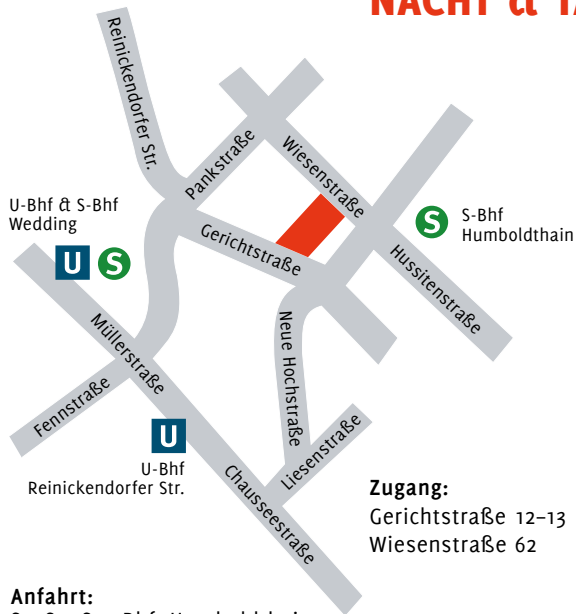 NACHT &
Reinickendorfer Str.
Pankstraße
Wiesenstraße
U-Bhf & S-Bhf
Wedding
U S
Gerichtstraße
S
S-Bhf
Humboldthain
Hussitenstraße
Müllerstraße
Neue Hochstraße
Fennstraße
U
U-Bhf
Reinickendorfer Str.
Chausseestraße
Liesenstraße
Zugang:
Gerichtstraße 12–13
Wiesenstraße 62
Anfahrt: